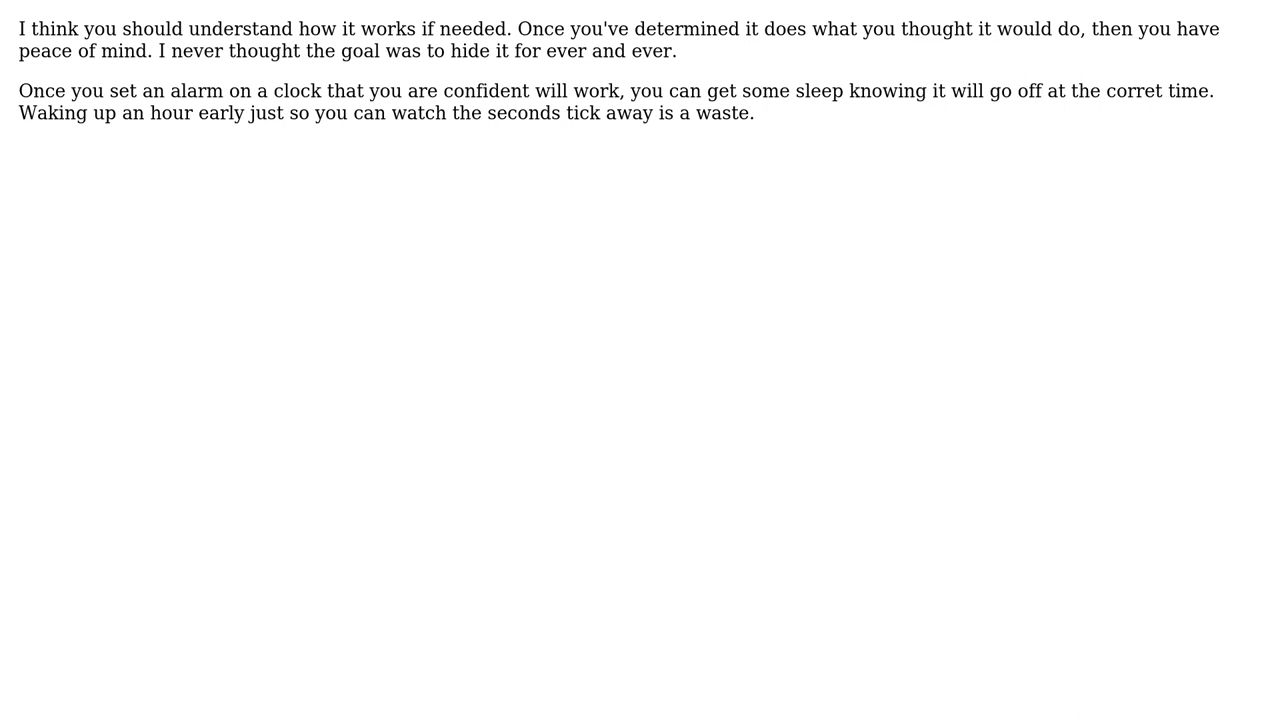 I think you should understand how it works if needed. Once you've determined it does what you thought it would do, then you have
peace of mind. I never thought the goal was to hide it for ever and ever.
Once you set an alarm on a clock that you are confident will work, you can get some sleep knowing it will go off at the corret time.
Waking up an hour early just so you can watch the seconds tick away is a waste.